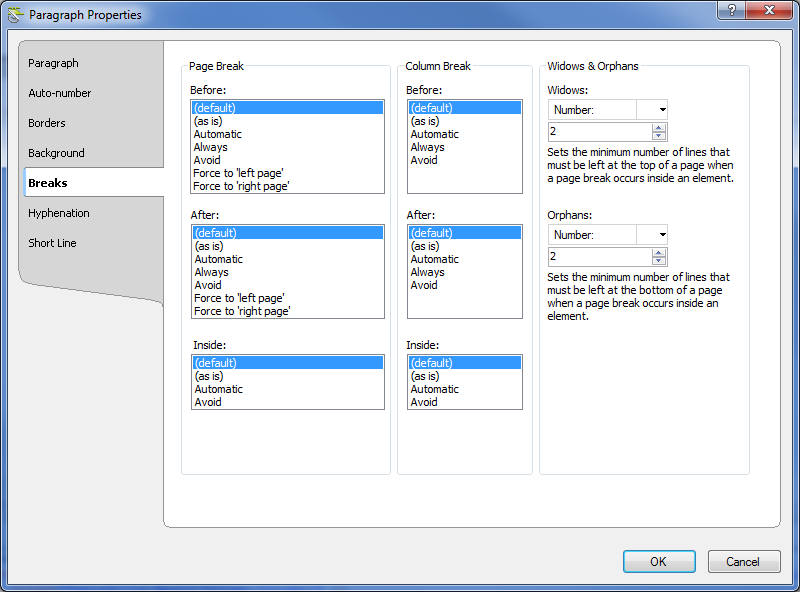 Paragraph Properties
?
Paragraph
Auto-number
Borders
Background
Breaks
Hyphenation
Short Line
Page Break
Before:
(default)
(as is)
Automatic
Always
Avoid
Force to 'left page'
Force to 'right page'
After:
(default)
(as is)
Automatic
Always
Avoid
Force to 'left page'
Force to 'right page'
Inside:
(default)
(as is)
Automatic
Avoid
Column Break
Before:
(default)
(as is)
Automatic
Always
Avoid
After:
(default)
(as is)
Automatic
Always
Avoid
Inside:
(default)
(as is)
Automatic
Avoid
Widows & Orphans
Widows:
Number:
2
Sets the minimum number of lines that
must be left at the top of a page when
a page break occurs inside an element.
Orphans:
Number:
2
Sets the minimum number of lines that
must be left at the bottom of a page
when a page break occurs inside an
element.
OK
Cancel